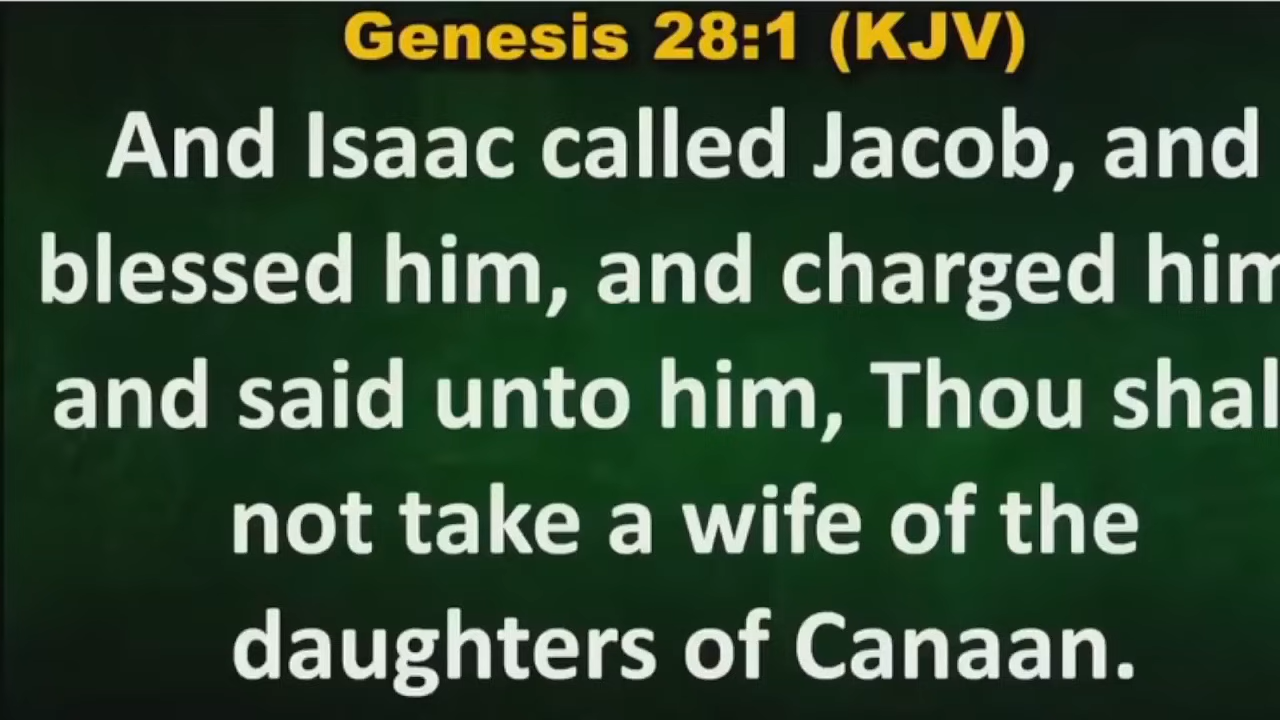 Genesis 28:1 (KJV)
And Isaac called Jacob, and
blessed him, and charged him
and said unto him, Thou shal
not take a wife of the
daughters of Canaan.